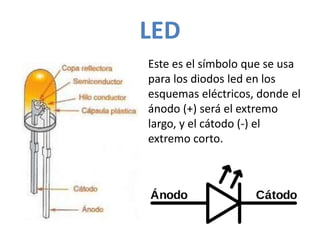 LED
Copa reflectora
Semiconductor
Hilo conductor
Cápsula plástica
Cátodo
Ánodo
Este es el símbolo que se usa
para los diodos led en los
esquemas eléctricos, donde el
ánodo (+) será el extremo
largo, y el cátodo (-) el
extremo corto.
Ánodo
Cátodo